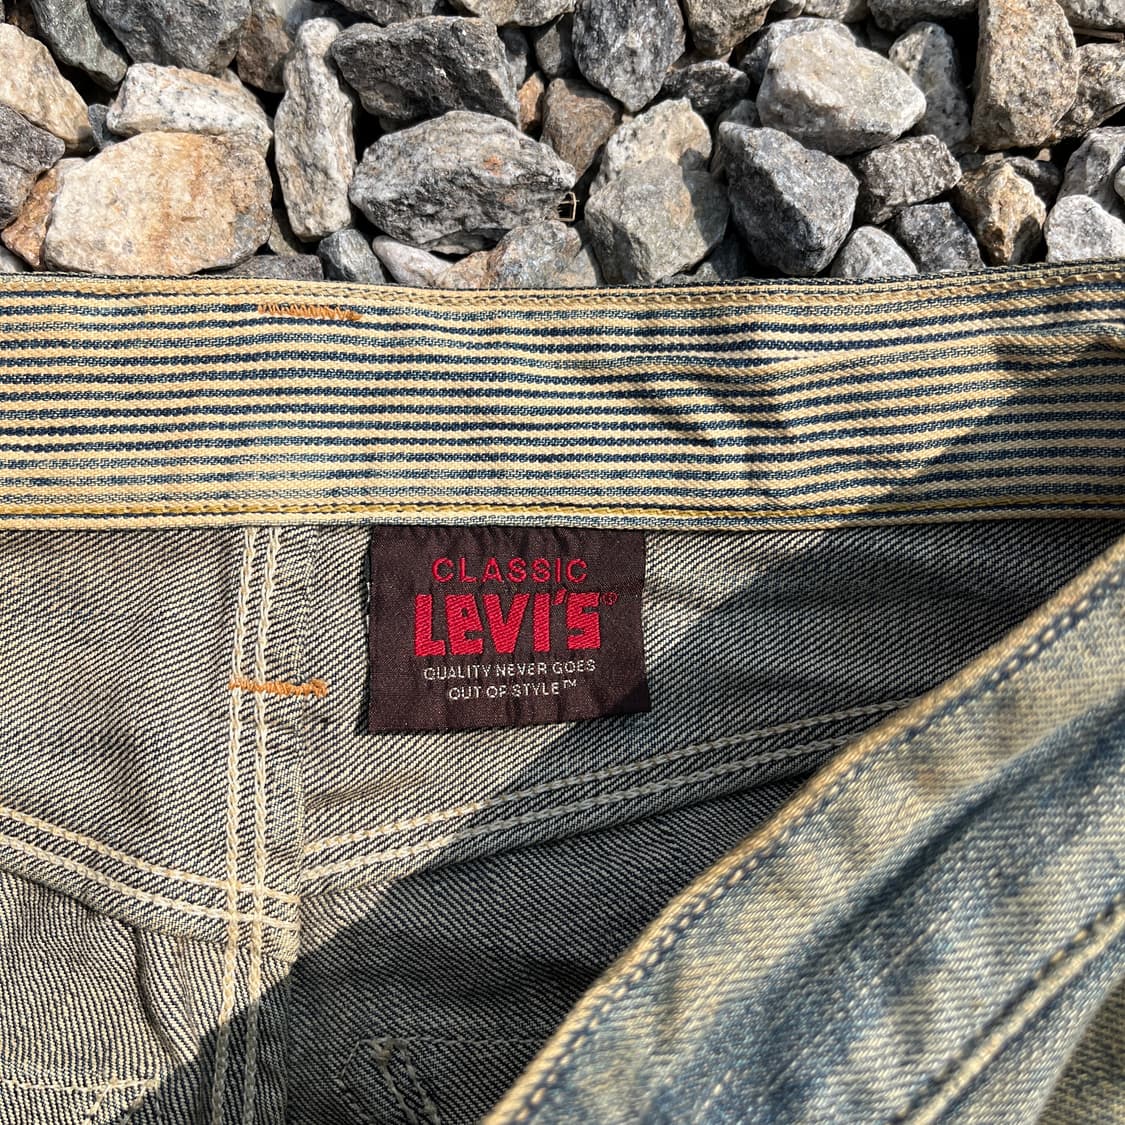 CLASSIC
LEVI'S®
QUALITY NEVER GOES
OUT OF STYLE™